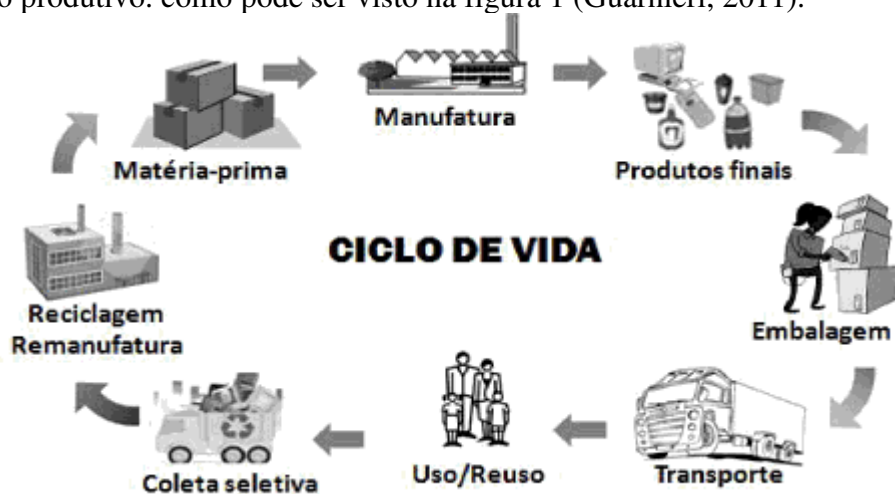 o produtivo: como pode ser visto na figura 1 (Guarnieri, 2011).
Manufatura
Matéria-prima
Produtos finais
CICLO DE VIDA
Reciclagem
Remanufatura
Embalagem
Coleta seletiva
Uso/Reuso
Transporte